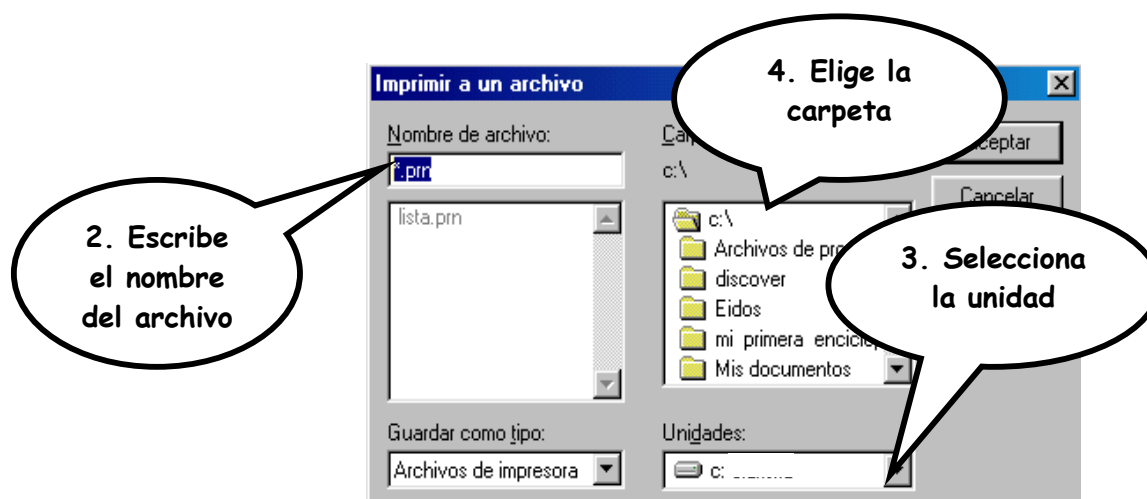 Imprimir a un archivo
4. Elige la
carpeta
Nombre de archivo:
*.prn
c:\
Cancelar
2. Escribe
el nombre
del archivo
lista.prn
c:\
Archivos de
discover
Eidos
mi primera
Mis documentos
3. Selecciona
la unidad
Guardar como tipo:
Archivos de impresora
Unidades:
c: